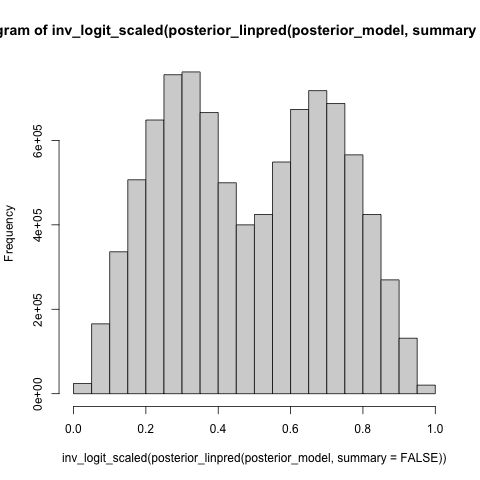 gram of inv_logit_scaled(posterior_linpred(posterior_model, summary
Frequency
6e+05
4e+05
2e+05
0e+00
0.0 0.2 0.4 0.6 0.8 1.0
inv_logit_scaled(posterior_linpred(posterior_model, summary = FALSE))